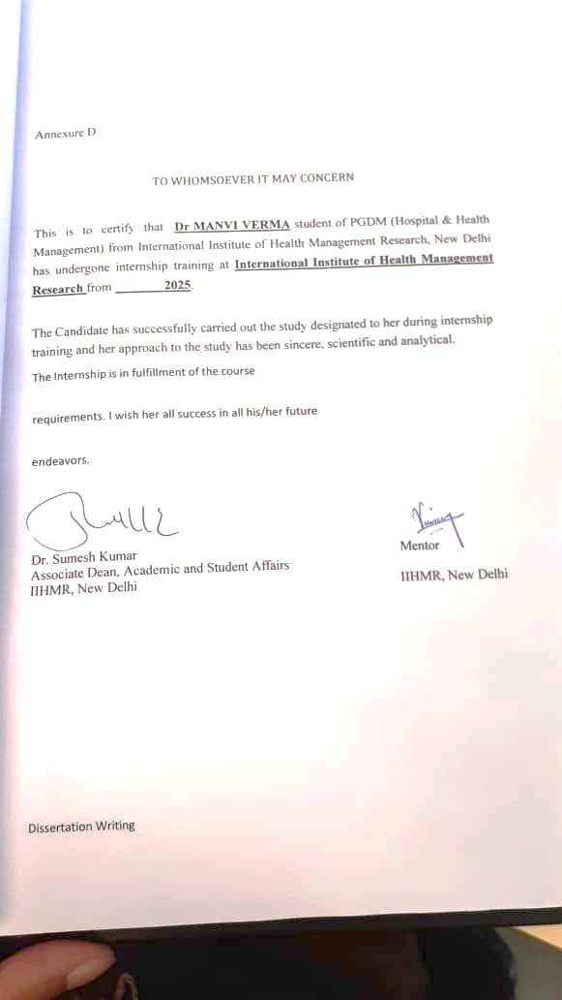 Annexure D
TO WHOMSOEVER IT MAY CONCERN
This is to certify that Dr MANVI VERMA student of PGDM (Hospital & Health
Management) from International Institute of Health Management Research, New Delhi
has undergone internship training at International Institute of Health Management
Research from ________ 2025.
The Candidate has successfully carried out the study designated to her during internship
training and her approach to the study has been sincere, scientific and analytical.
The Internship is in fulfillment of the course
requirements. I wish her all success in all his/her future
endeavors.
Dr. Sumesh Kumar
Associate Dean, Academic and Student Affairs
IIHMR, New Delhi
Mentor
IIHMR, New Delhi
Dissertation Writing